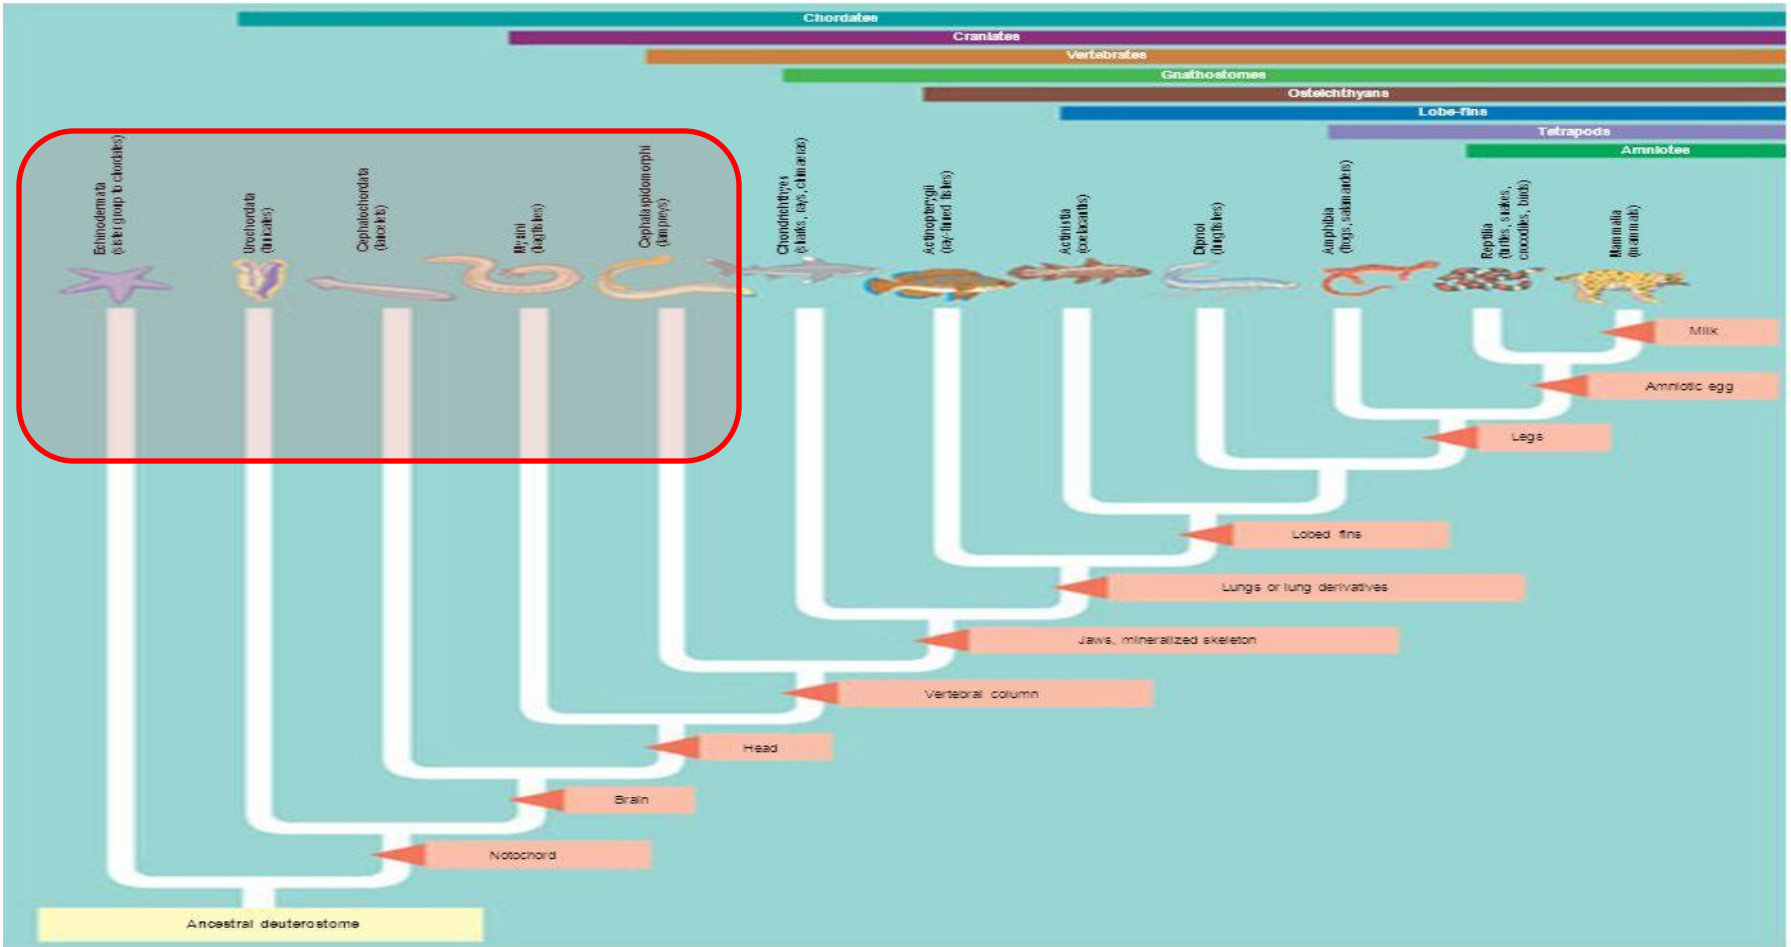 Chordates
Craniates
Vertebrates
Gnathostomes
Osteichthyans
Lobe-fins
Tetrapods
Amniotes
Echinodermata
(sister group to chordates)
Urochordata
(tunicates)
Cephalochordata
(lancelets)
Myxini
(hagfishes)
Cephalaspidomorphi
(lampreys)
Chondrichthyes
(sharks, rays, chimaeras)
Actinopterygii
(ray-finned fishes)
Actinistia
(coelacanths)
Dipnoi
(lungfishes)
Amphibia
(frogs, salamanders)
Reptilia
(turtles, snakes,
crocodiles, birds)
Mammalia
(mammals)
Milk
Amniotic egg
Legs
Lobed fins
Lungs or lung derivatives
Jaws, mineralized skeleton
Vertebral column
Head
Brain
Notochord
Ancestral deuterostome